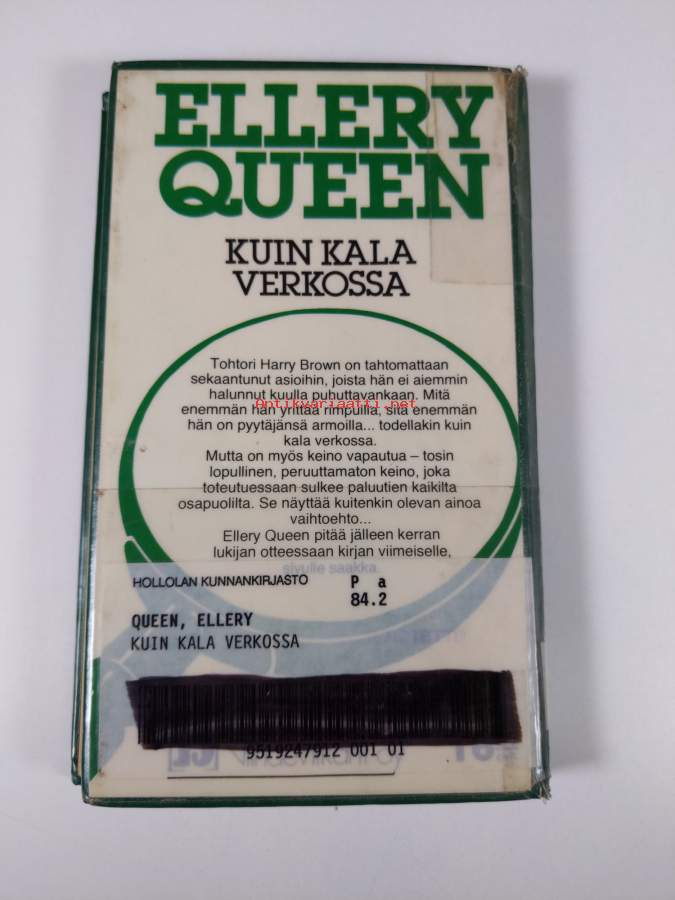 ELLERY
QUEEN
KUIN KALA
VERKOSSA
Tohtori Harry Brown on tahtomattaan
sekaantunut asioihin, joista hän ei aiemmin
halunnut kuulla puhuttavankaan. Mitä
Antikvariaatti.net
enemmän hän yrittää rimpuilla, sitä enemmän
hän on pyytäjänsä armoilla... todellakin kuin
kala verkossa.
Mutta on myös keino vapautua – tosin
lopullinen, peruuttamaton keino, joka
toteutuessaan sulkee paluutien kaikilta
osapuolilta. Se näyttää kuitenkin olevan ainoa
vaihtoehto...
Ellery Queen pitää jälleen kerran
lukijan otteessaan kirjan viimeiselle,
sivulle saakka.
HOLLOLAN KUNNANKIRJASTO
P a
84.2
QUEEN, ELLERY
KUIN KALA VERKOSSA
9519247912 001 01